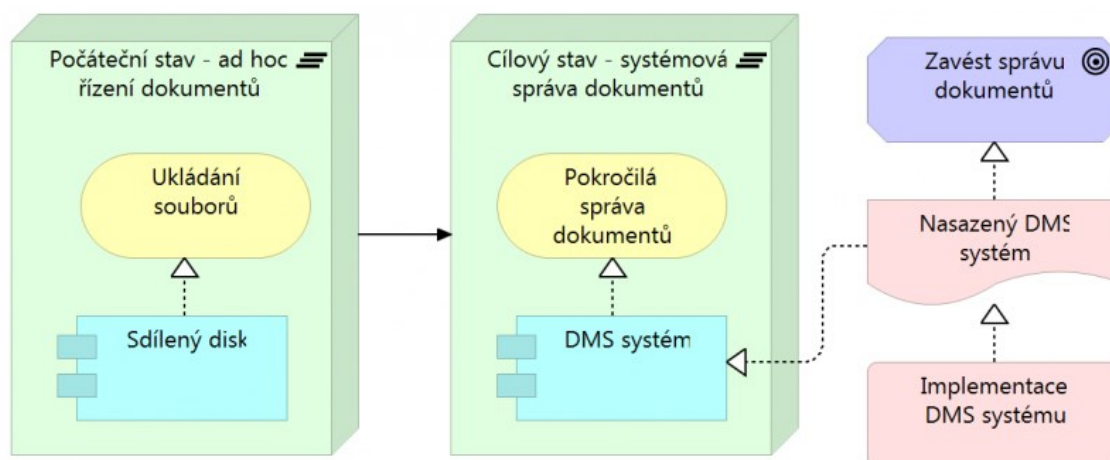 Počáteční stav - ad hoc
řízení dokumentů
Ukládání
souborů
Sdílený disk
Cílový stav - systémová
správa dokumentů
Pokročilá
správa
dokumentů
DMS systém
Zavést správu
dokumentů
Nasazený DMS
systém
Implementace
DMS systému